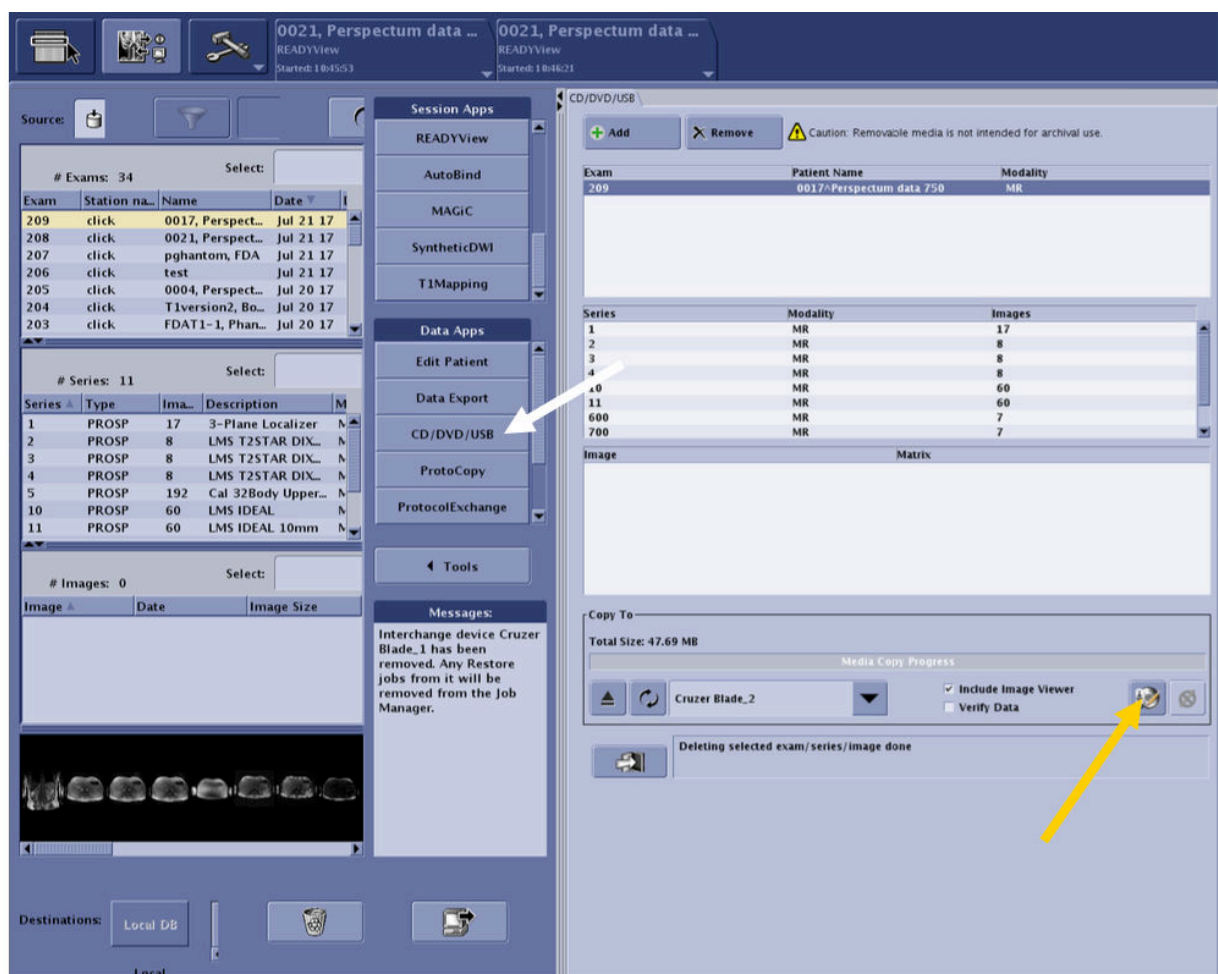 0021, Perspectum data ...
READYView
Started: 10:45:53
0021, Perspectum data ...
READYView
Started: 10:46:21
Source:
# Exams: 34
Select:
Exam Station na... Name Date
209 click 0017, Perspect... Jul 21 17
208 click 0021, Perspect... Jul 21 17
207 click pghantom, FDA Jul 21 17
206 click test Jul 21 17
205 click 0004, Perspect... Jul 20 17
204 click T1version2, Bo... Jul 20 17
203 click FDAT1-1, Phan... Jul 20 17
# Series: 11
Select:
Series Type Ima... Description M
1 PROSP 17 3-Plane Localizer
2 PROSP 8 LMS T2STAR DIX...
3 PROSP 8 LMS T2STAR DIX...
4 PROSP 8 LMS T2STAR DIX...
5 PROSP 192 Cal 32Body Upper...
10 PROSP 60 LMS IDEAL
11 PROSP 60 LMS IDEAL 10mm
# Images: 0
Select:
Image Date Image Size
Destinations:
Local DB
Local
Session Apps
READYView
AutoBind
MAGiC
SyntheticDWI
T1Mapping
Data Apps
Edit Patient
Data Export
CD/DVD/USB
ProtoCopy
ProtocolExchange
Tools
Messages:
Interchange device Cruzer
Blade_1 has been
removed. Any Restore
jobs from it will be
removed from the Job
Manager.
CD/DVD/USB
Add
Remove
Caution: Removable media is not intended for archival use.
Exam Patient Name Modality
209 0017^Perspectum data 750 MR
Series Modality Images
1 MR 17
2 MR 8
3 MR 8
4 MR 8
10 MR 60
11 MR 60
600 MR 7
700 MR 7
Image Matrix
Copy To
Total Size: 47.69 MB
Media Copy Progress
Cruzer Blade_2
Include Image Viewer
Verify Data
Deleting selected exam/series/image done